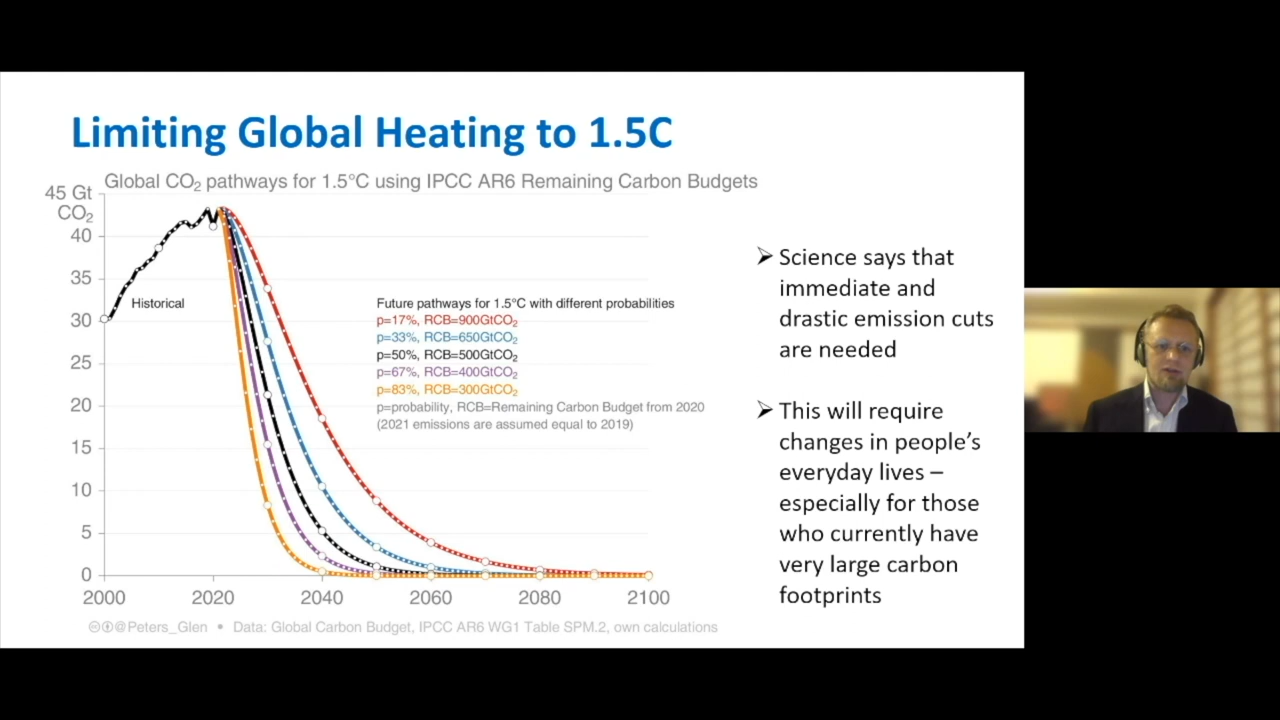 Limiting Global Heating to 1.5C
Global CO₂ pathways for 1.5°C using IPCC AR6 Remaining Carbon Budgets
45 Gt
CO₂
40
35
30
25
20
15
10
5
0
2000
2020
2040
2060
2080
2100
Historical
Future pathways for 1.5°C with different probabilities
p=17%, RCB=900GtCO₂
p=33%, RCB=650GtCO₂
p=50%, RCB=500GtCO₂
p=67%, RCB=400GtCO₂
p=83%, RCB=300GtCO₂
p=probability, RCB=Remaining Carbon Budget from 2020
(2021 emissions are assumed equal to 2019)
@Peters_Glen • Data: Global Carbon Budget, IPCC AR6 WG1 Table SPM.2, own calculations
Science says that
immediate and
drastic emission cuts
are needed
This will require
changes in people’s
everyday lives –
especially for those
who currently have
very large carbon
footprints